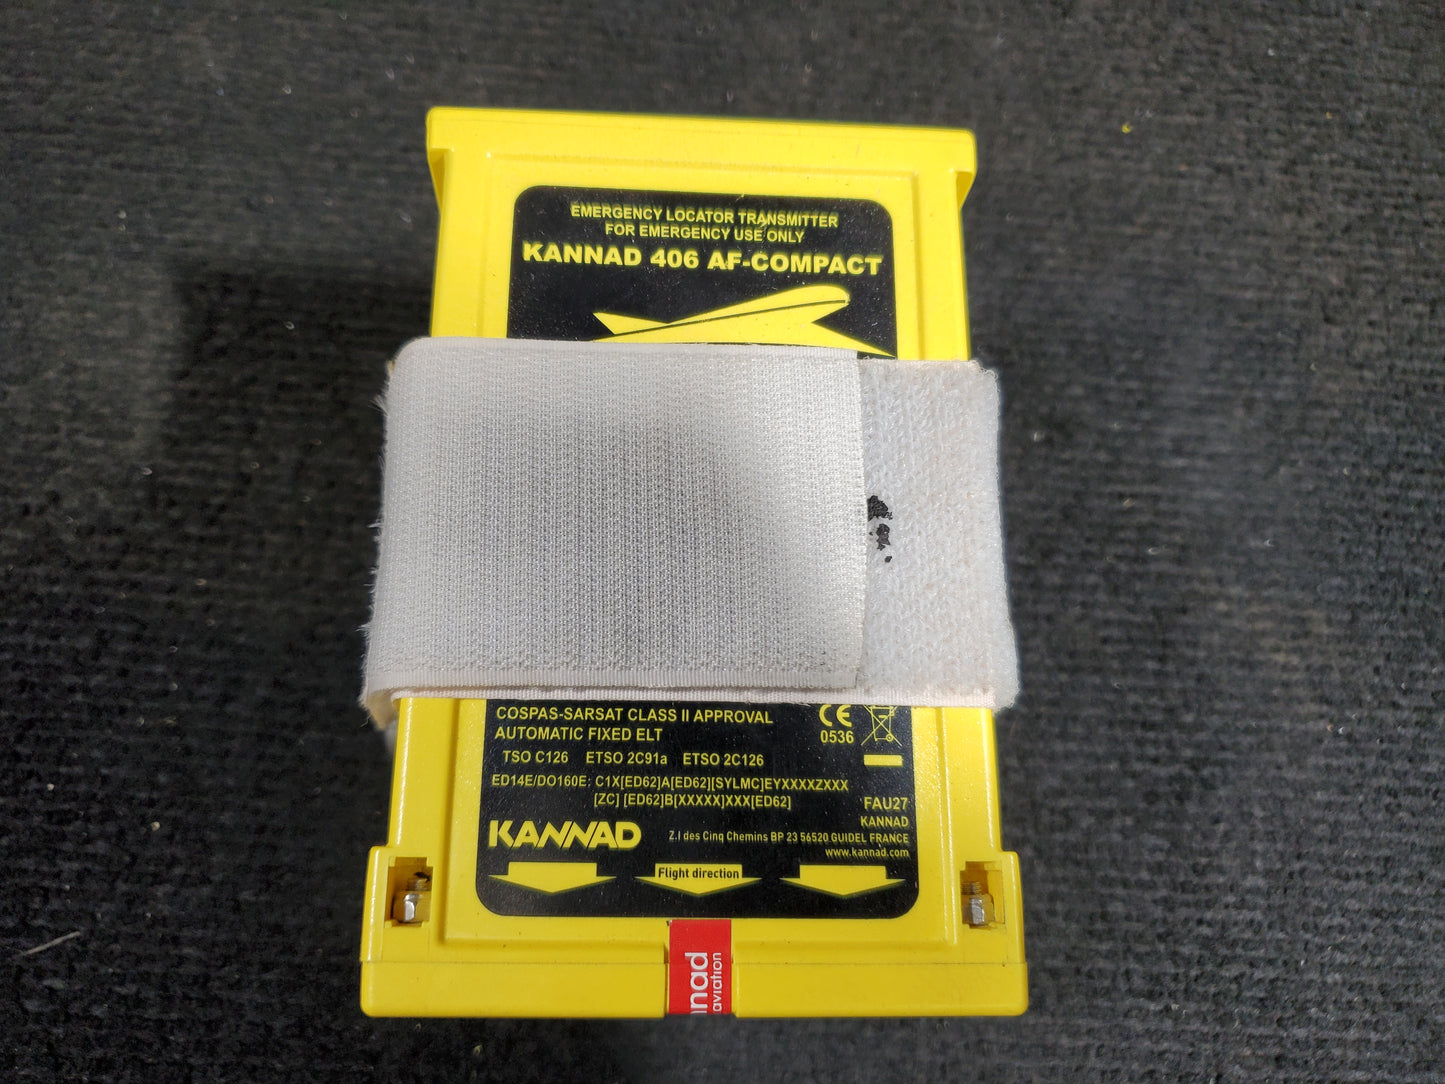 EMERGENCY LOCATOR TRANSMITTER
FOR EMERGENCY USE ONLY
KANNAD 406 AF-COMPACT
COSPAS-SARSAT CLASS II APPROVAL
AUTOMATIC FIXED ELT
CE
0536
TSO C126 ETSO 2C91a ETSO 2C126
ED14E/DO160E: C1X[ED62]A[ED62][SYLMC]EYXXXXZXXX
[ZC] [ED62]B[XXXXX]XXX[ED62]
FAU27
KANNAD
KANNAD
Z.I des Cinq Chemins BP 23 56520 GUIDEL FRANCE
www.kannad.com
Flight direction
nad
aviation